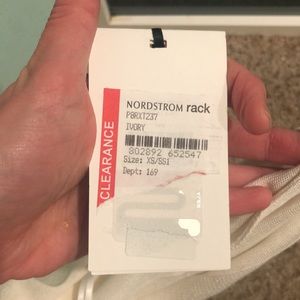 NORDSTROM rack
P8RXT237
IVORY
802892 652547
Size: XS/SS1
Dept: 169
CLEARANCE